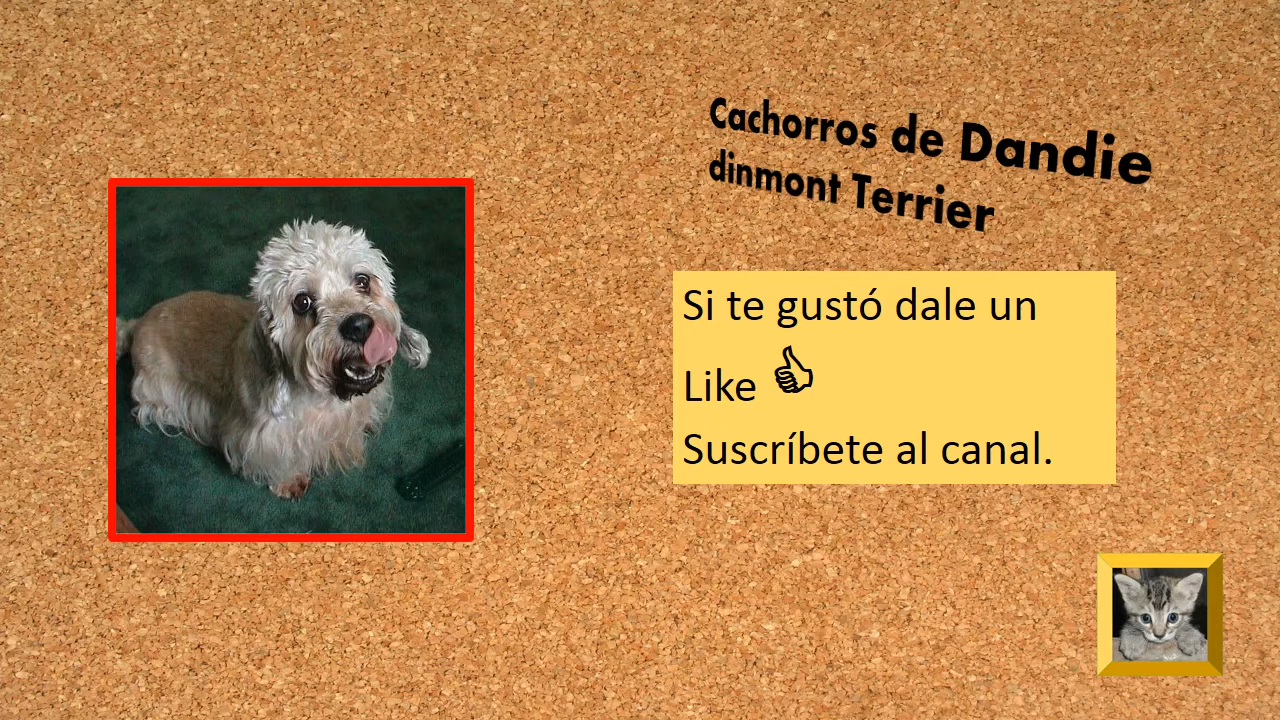 Cachorros de Dandie
dinmont Terrier
Si te gustó dale un
Like 👍
Suscríbete al canal.